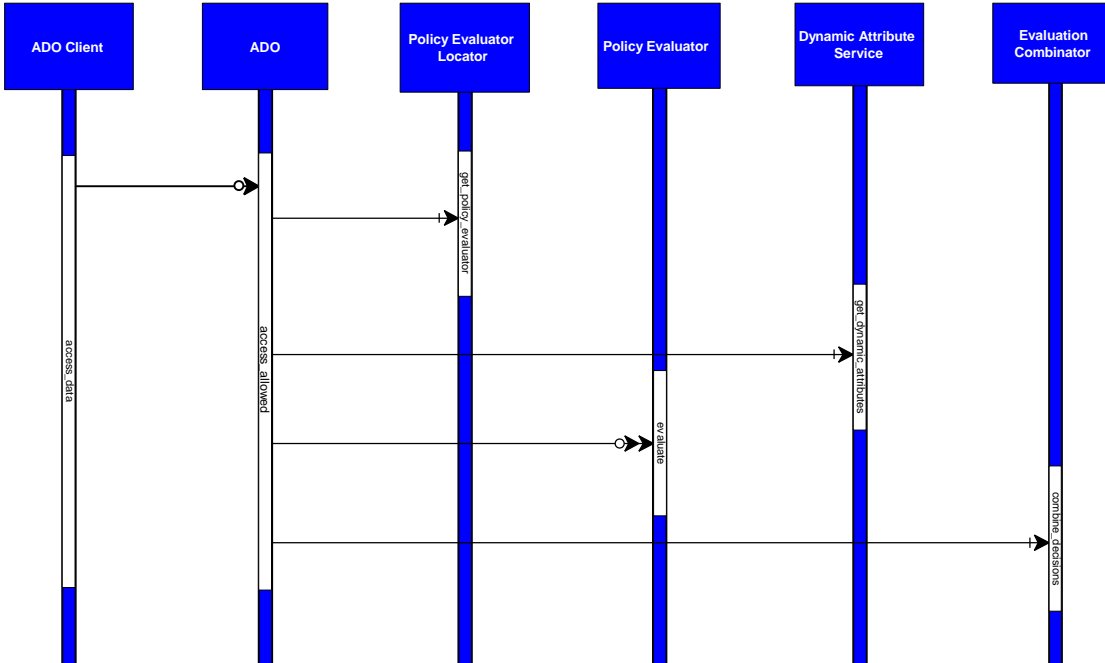 ADO Client
ADO
Policy Evaluator
Locator
Policy Evaluator
Dynamic Attribute
Service
Evaluation
Combinator
access_data
access_allowed
get_policy_evaluator
evaluate
get_dynamic_attributes
combine_decisions